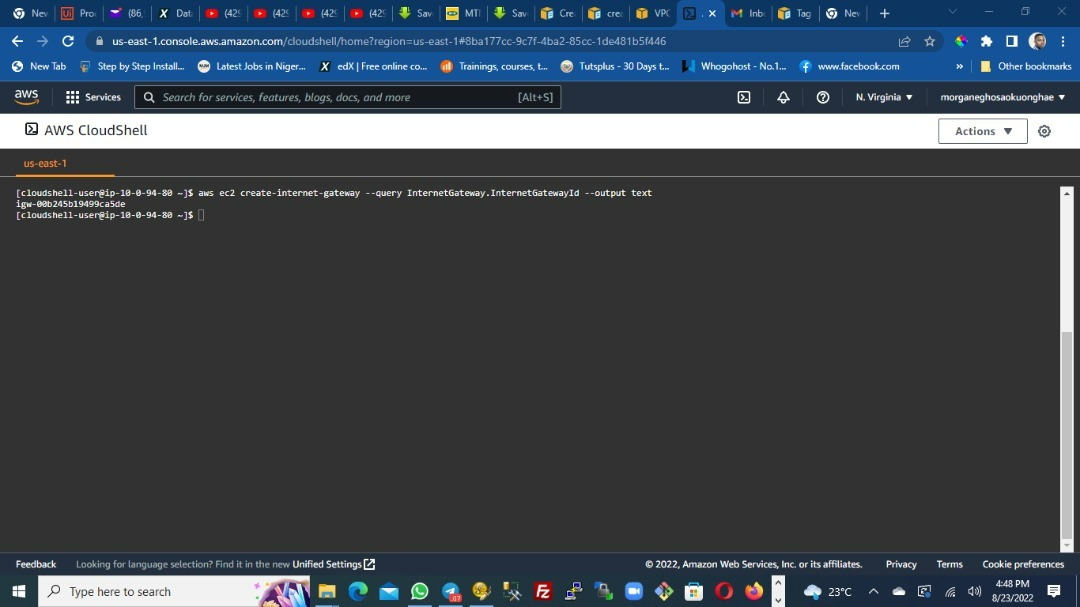 Nev
Pro
(86,
Dat
(429
(429
(429
(429
Sav
MT
Sav
Cre
cre
VPC
Inb
Tag
Nev
us-east-1.console.aws.amazon.com/cloudshell/home?region=us-east-1#8ba177cc-9c7f-4ba2-85cc-1de481b5f446
New Tab
Step by Step Install...
Latest Jobs in Niger...
edX | Free online co...
Trainings, courses, t...
Tutsplus - 30 Days t...
Whogohost - No.1...
www.facebook.com
»
Other bookmarks
aws
Services
Search for services, features, blogs, docs, and more
[Alt+S]
N. Virginia
morganeghosaokuonghae
AWS CloudShell
Actions
us-east-1
[cloudshell-user@ip-10-0-94-80 ~]$ aws ec2 create-internet-gateway --query InternetGateway.InternetGatewayId --output text
igw-00b245b19499ca5de
[cloudshell-user@ip-10-0-94-80 ~]$
Feedback
Looking for language selection? Find it in the new Unified Settings
© 2022, Amazon Web Services, Inc. or its affiliates.
Privacy
Terms
Cookie preferences
Type here to search
23°C
4:48 PM
8/23/2022